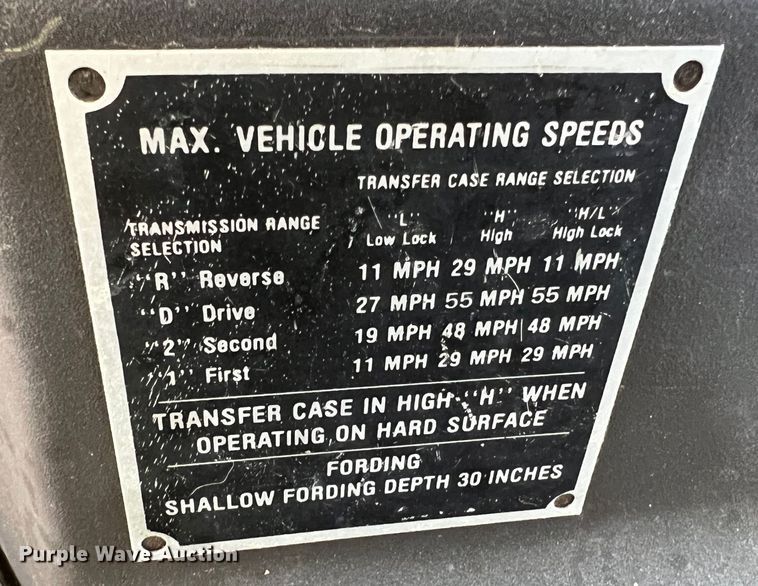 MAX. VEHICLE OPERATING SPEEDS
TRANSFER CASE RANGE SELECTION
TRANSMISSION RANGE SELECTION
"L" Low Lock
"H" High
"H/L" High Lock
"R" Reverse 11 MPH 29 MPH 11 MPH
"D" Drive 27 MPH 55 MPH 55 MPH
"2" Second 19 MPH 48 MPH 48 MPH
"1" First 11 MPH 29 MPH 29 MPH
TRANSFER CASE IN HIGH "H" WHEN
OPERATING ON HARD SURFACE
FORDING
SHALLOW FORDING DEPTH 30 INCHES
Purple Wave Auction